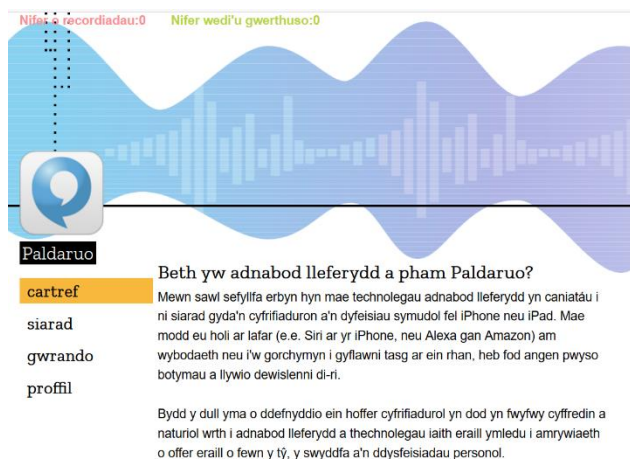 Nifer o recordiadau:0 Nifer wedi'u gwerthuso:0
Paldaruo
cartref
siarad
gwrando
proffil
Beth yw adnabod lleferydd a pham Paldaruo?
Mewn sawl sefyllfa erbyn hyn mae technolegau adnabod lleferydd yn caniatáu i
ni siarad gyda'n cyfrifiaduron a'n dyfeisiau symudol fel iPhone neu iPad. Mae
modd eu holi ar lafar (e.e. Siri ar yr iPhone, neu Alexa gan Amazon) am
wybodaeth neu i'w gorchymyn i gyflawni tasg ar ein rhan, heb fod angen pwyso
botymau a llywio dewislenni di-ri.
Bydd y dull yma o ddefnyddio ein hoffer cyfrifiadurol yn dod yn fwyfwy cyffredin a
naturiol wrth i adnabod lleferydd a thechnolegau iaith eraill ymledu i amrywiaeth
o offer eraill o fewn y tŷ, y swyddfa a'n ddysfeisiadau personol.